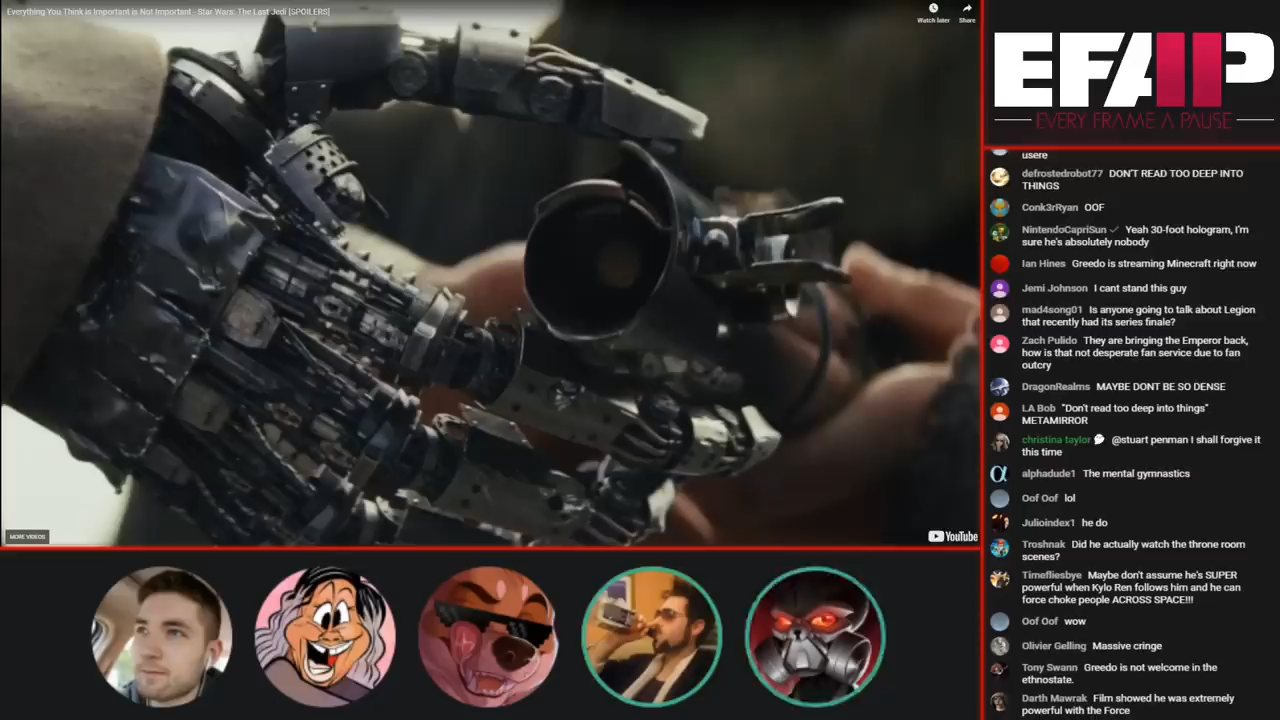 Everything You Think is Important is Not Important - Star Wars: The Last Jedi [SPOILERS]
Watch later
Share
MORE VIDEOS
YouTube
EFAP
EVERY FRAME A PAUSE
usere
defrostedrobot77 DON'T READ TOO DEEP INTO
THINGS
Conk3rRyan OOF
NintendoCapriSun Yeah 30-foot hologram, I'm
sure he's absolutely nobody
Ian Hines Greedo is streaming Minecraft right now
Jemi Johnson I cant stand this guy
mad4song01 Is anyone going to talk about Legion
that recently had its series finale?
Zach Pulido They are bringing the Emperor back,
how is that not desperate fan service due to fan
outcry
DragonRealms MAYBE DONT BE SO DENSE
LA Bob "Don't read too deep into things"
METAMIRROR
christina taylor @stuart penman I shall forgive it
this time
alphadude1 The mental gymnastics
Oof Oof lol
Julioindex1 he do
Troshnak Did he actually watch the throne room
scenes?
Timefliesbye Maybe don't assume he's SUPER
powerful when Kylo Ren follows him and he can
force choke people ACROSS SPACE!!!
Oof Oof wow
Olivier Gelling Massive cringe
Tony Swann Greedo is not welcome in the
ethnostate.
Darth Mawrak Film showed he was extremely
powerful with the Force